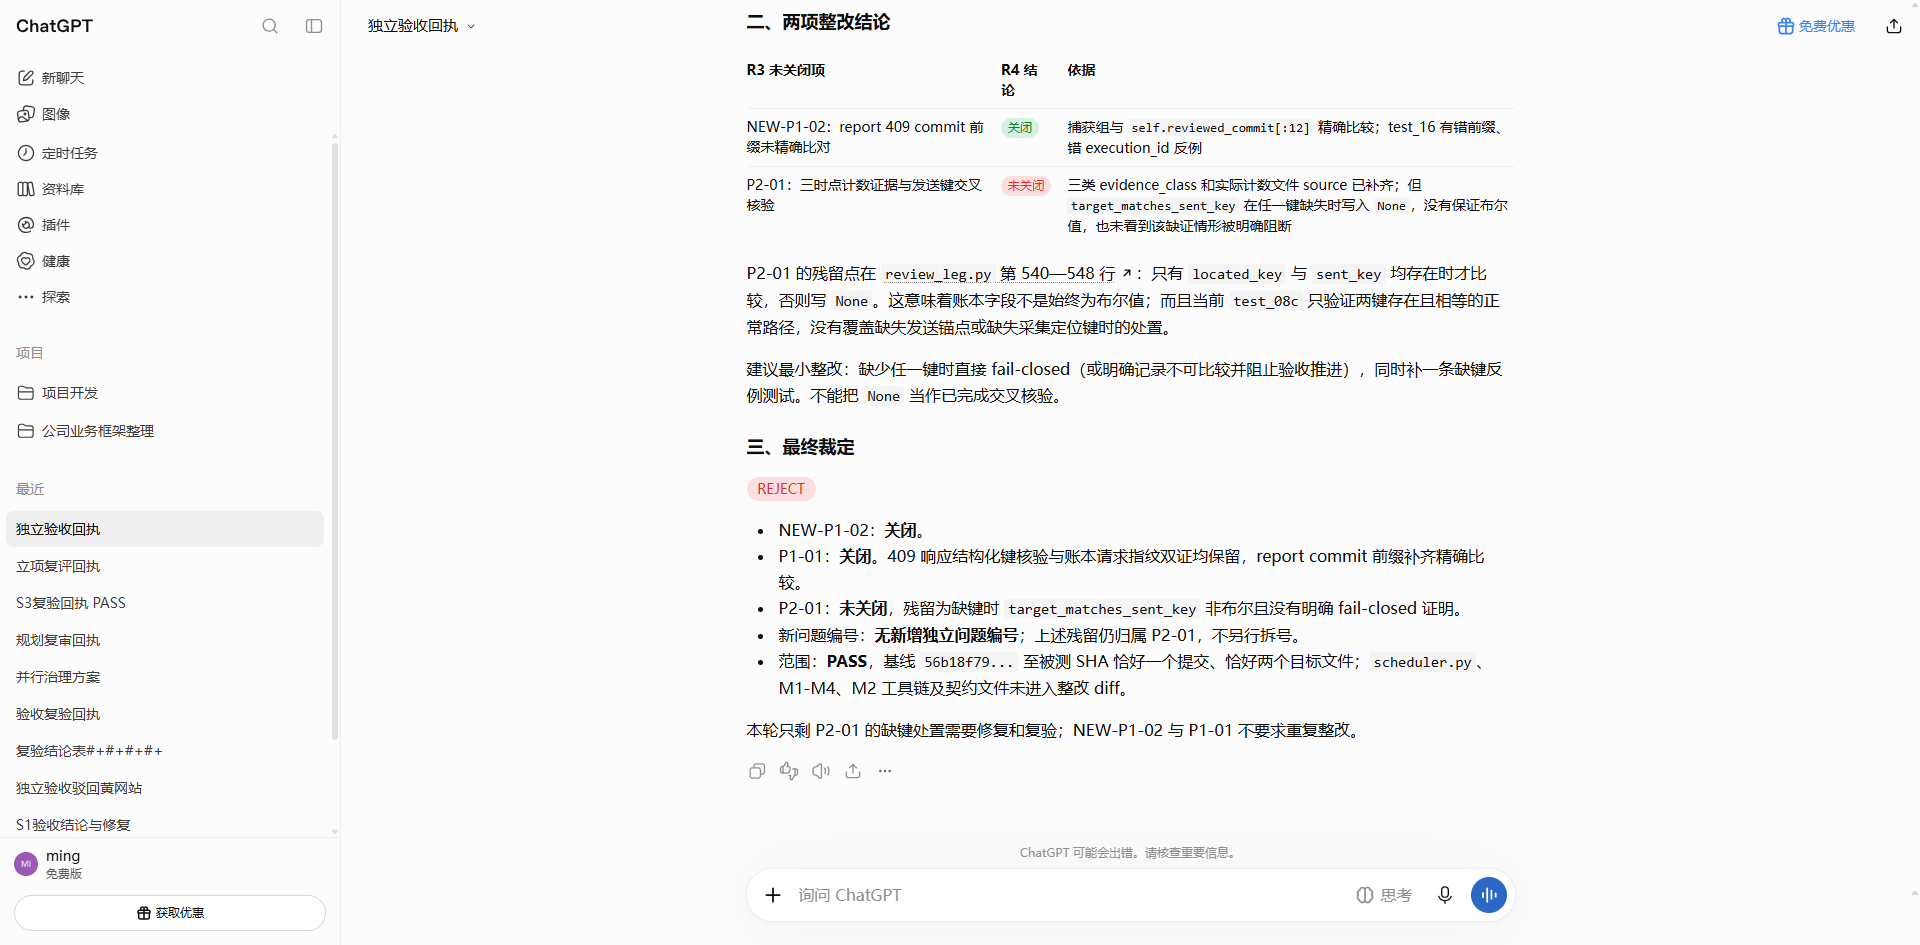 ChatGPT
新聊天
图像
定时任务
资料库
插件
健康
探索
项目
项目开发
公司业务框架整理
最近
独立验收回执
立项复评回执
S3复验回执 PASS
规划复审回执
并行治理方案
验收复验回执
复验结论表#+#+#+#+
独立验收驳回黄网站
S1验收结论与修复
MI
ming
免费版
获取优惠
独立验收回执
免费优惠
二、两项整改结论
R3 未关闭项
R4 结
论
依据
NEW-P1-02：report 409 commit 前
缀未精确比对
关闭
捕获组与 self.reviewed_commit[:12] 精确比较；test_16 有错前缀、
错 execution_id 反例
P2-01：三时点计数证据与发送键交叉
核验
未关闭
三类 evidence_class 和实际计数文件 source 已补齐；但
target_matches_sent_key 在任一键缺失时写入 None，没有保证布尔
值，也未看到该缺证情形被明确阻断
P2-01 的残留点在 review_leg.py 第 540—548 行 ↗：只有 located_key 与 sent_key 均存在时才比
较，否则写 None。这意味着账本字段不是始终为布尔值；而且当前 test_08c 只验证两键存在且相等的正
常路径，没有覆盖缺失发送锚点或缺失采集定位键时的处置。
建议最小整改：缺少任一键时直接 fail-closed（或明确记录不可比较并阻止验收推进），同时补一条缺键反
例测试。不能把 None 当作已完成交叉核验。
三、最终裁定
REJECT
• NEW-P1-02：关闭。
• P1-01：关闭。409 响应结构化键核验与账本请求指纹双证均保留，report commit 前缀补齐精确比
较。
• P2-01：未关闭，残留为缺键时 target_matches_sent_key 非布尔且没有明确 fail-closed 证明。
• 新问题编号：无新增独立问题编号；上述残留仍归属 P2-01，不另行拆号。
• 范围：PASS，基线 56b18f79... 至被测 SHA 恰好一个提交、恰好两个目标文件；scheduler.py、
M1-M4、M2 工具链及契约文件未进入整改 diff。
本轮只剩 P2-01 的缺键处置需要修复和复验；NEW-P1-02 与 P1-01 不要求重复整改。
ChatGPT 可能会出错。请核查重要信息。
询问 ChatGPT
思考